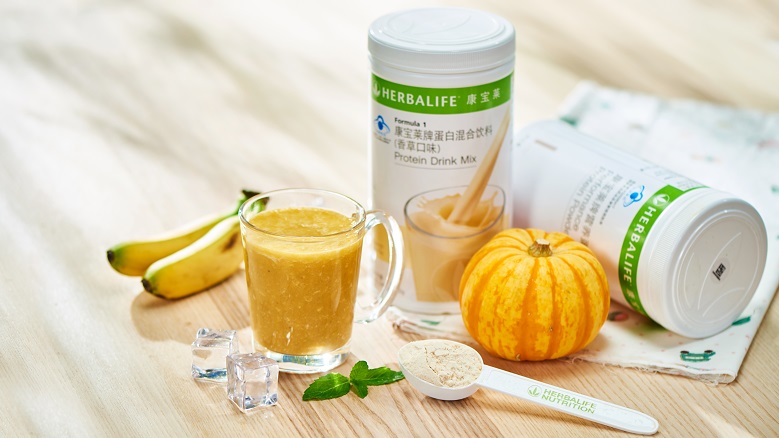 HERBALIFE 康宝莱
Formula 1
康宝莱牌蛋白混合饮料
(香草口味)
Protein Drink Mix
HERBALIFE
HERBALIFE
NUTRITION